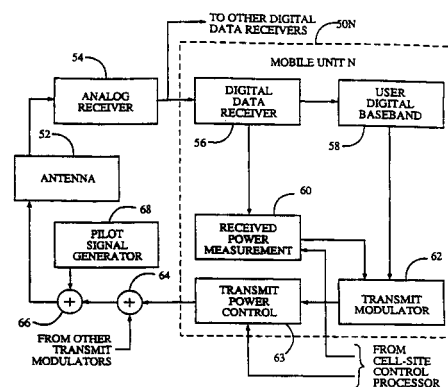 TO OTHER DIGITAL
DATA RECEIVERS
50N
54
MOBILE UNIT N
ANALOG
RECEIVER
DIGITAL
DATA
RECEIVER
USER
DIGITAL
BASEBAND
52
56
58
ANTENNA
60
68
PILOT
SIGNAL
GENERATOR
RECEIVED
POWER
MEASUREMENT
64
62
+
+
TRANSMIT
POWER
CONTROL
TRANSMIT
MODULATOR
66
FROM OTHER
TRANSMIT
MODULATORS
63
FROM
CELL-SITE
CONTROL
PROCESSOR